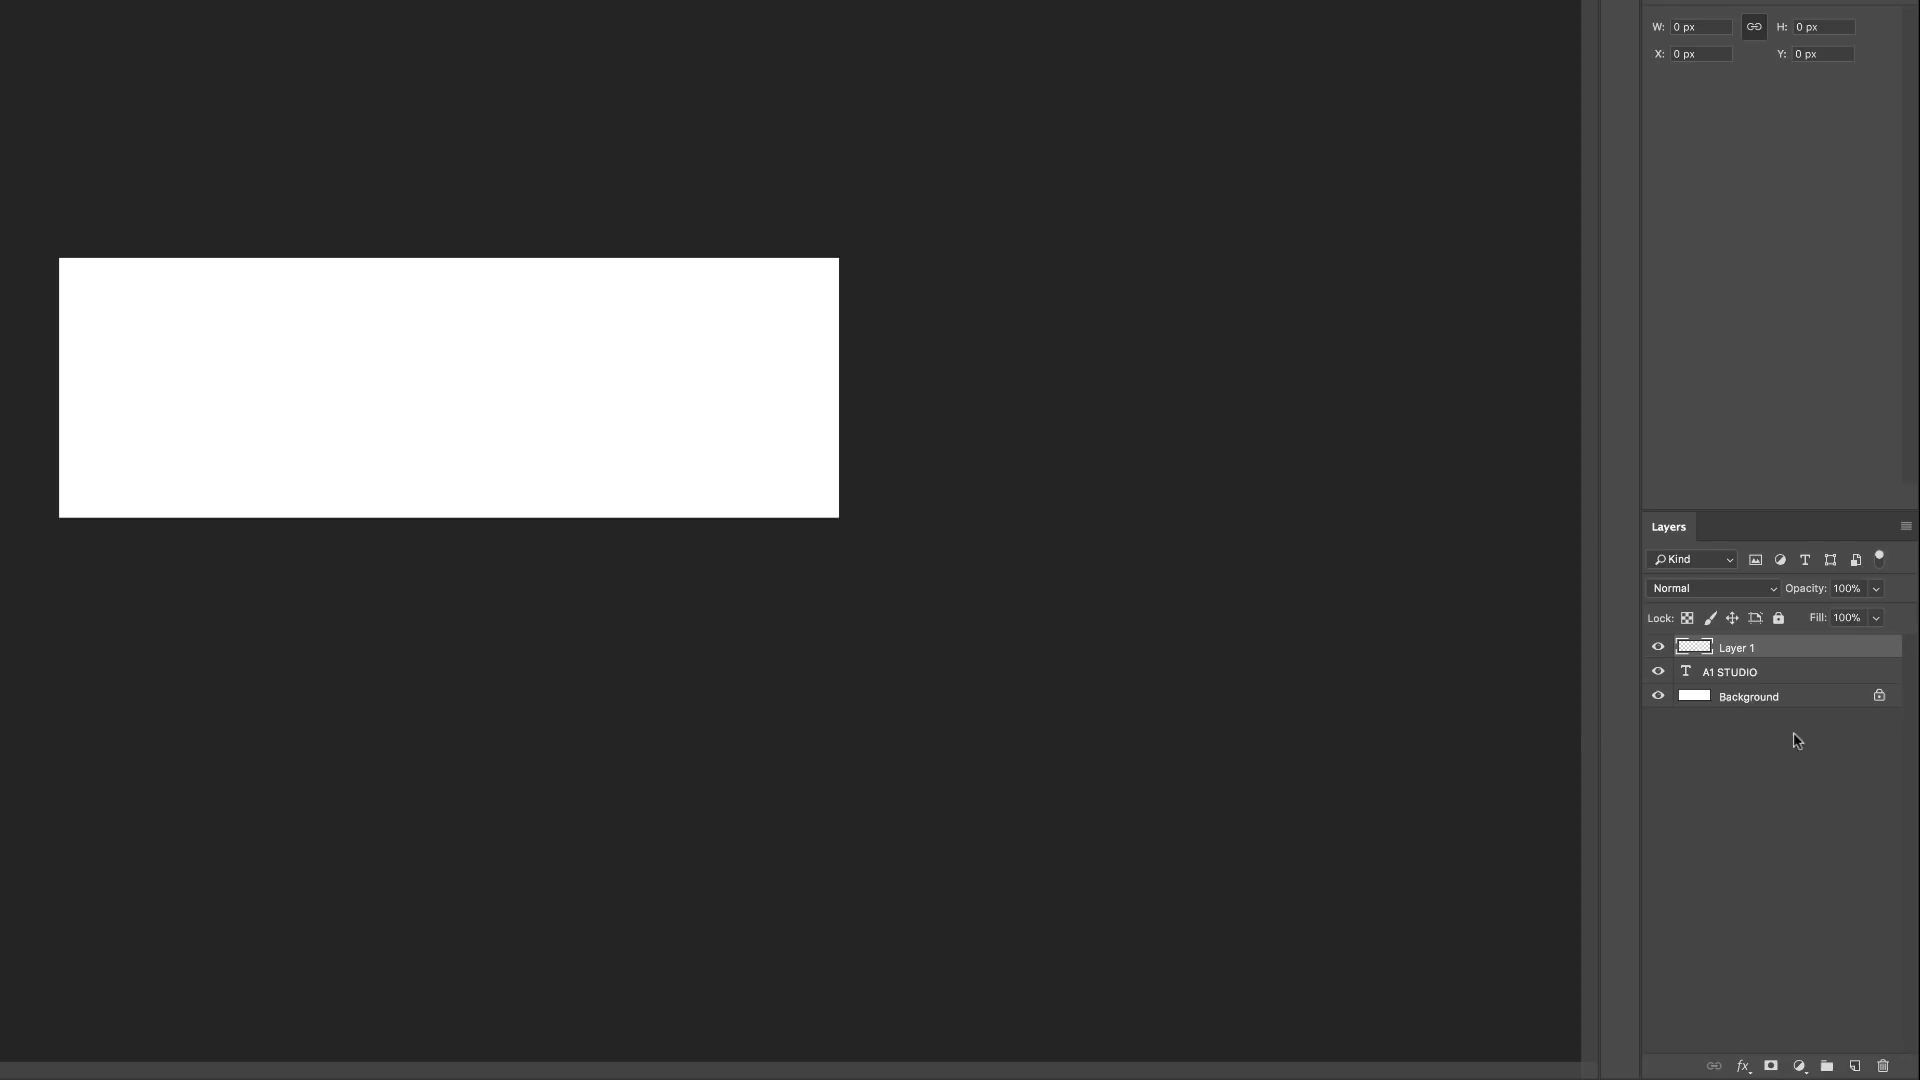 W: 0 px H: 0 px
X: 0 px Y: 0 px
Layers
Kind
Normal Opacity: 100%
Lock: Fill: 100%
Layer 1
A1 STUDIO
Background
fx